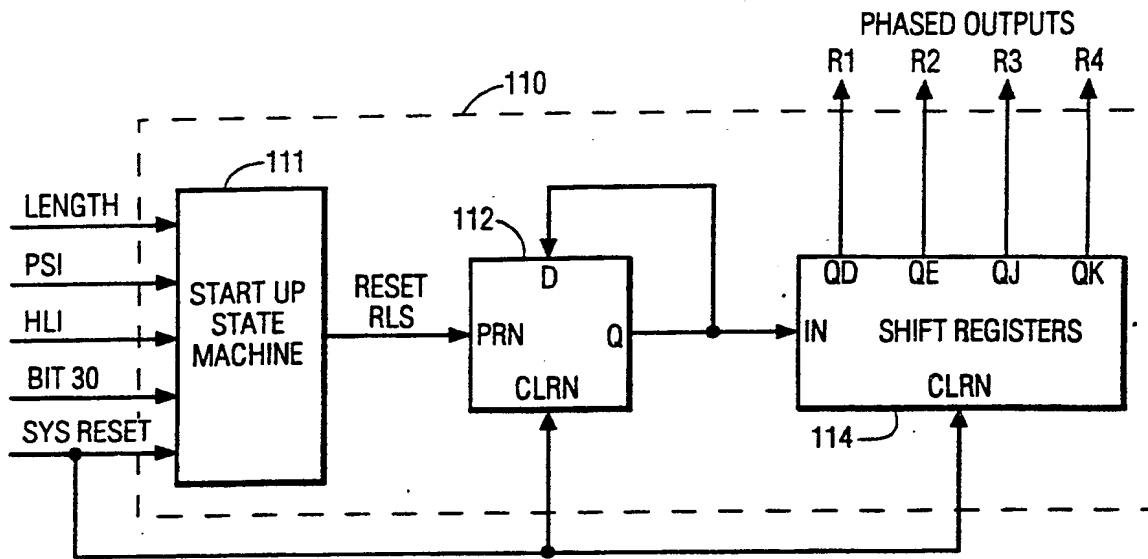 PHASED OUTPUTS
R1 R2 R3 R4
110
111
LENGTH
PSI
HLI
BIT 30
SYS RESET
START UP
STATE
MACHINE
RESET
RLS
112
D
PRN
Q
CLRN
QD QE QJ QK
IN
SHIFT REGISTERS
CLRN
114